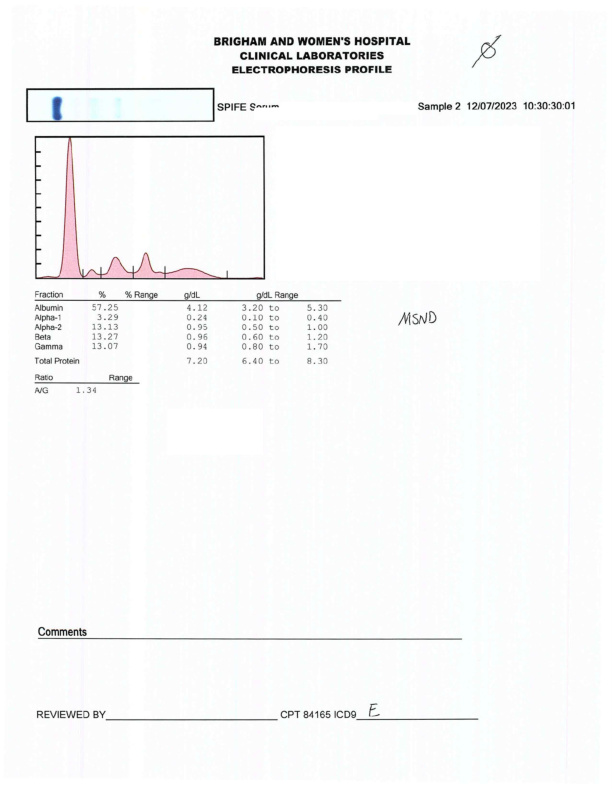 BRIGHAM AND WOMEN'S HOSPITAL
CLINICAL LABORATORIES
ELECTROPHORESIS PROFILE
SPIFE Serum Sample 2 12/07/2023 10:30:30:01
Fraction % % Range g/dL g/dL Range
Albumin 57.25 4.12 3.20 to 5.30
Alpha-1 3.29 0.24 0.10 to 0.40
Alpha-2 13.13 0.95 0.50 to 1.00
Beta 13.27 0.96 0.60 to 1.20
Gamma 13.07 0.94 0.80 to 1.70
Total Protein 7.20 6.40 to 8.30
MSND
Ratio Range
A/G 1.34
Comments
REVIEWED BY CPT 84165 ICD9 E